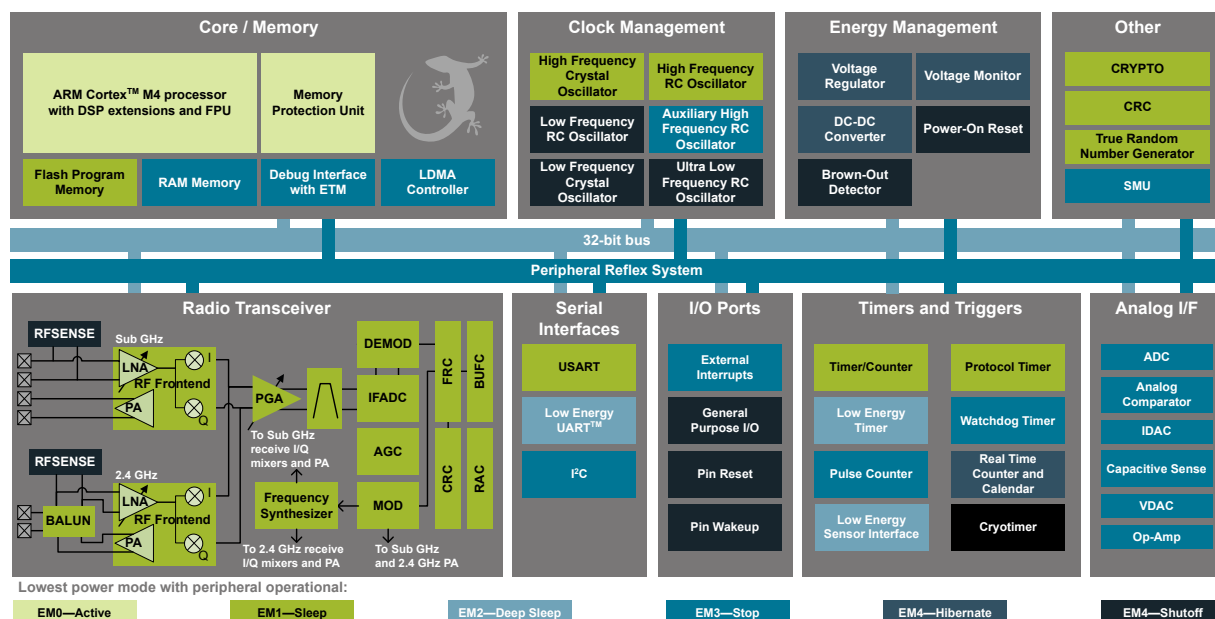 Core / Memory
ARM Cortex™ M4 processor
with DSP extensions and FPU
Memory
Protection Unit
Flash Program
Memory
RAM Memory
Debug Interface
with ETM
LDMA
Controller
Clock Management
High Frequency
Crystal
Oscillator
High Frequency
RC Oscillator
Low Frequency
RC Oscillator
Auxiliary High
Frequency RC
Oscillator
Low Frequency
Crystal
Oscillator
Ultra Low
Frequency RC
Oscillator
Energy Management
Voltage
Regulator
Voltage Monitor
DC-DC
Converter
Power-On Reset
Brown-Out
Detector
Other
CRYPTO
CRC
True Random
Number Generator
SMU
32-bit bus
Peripheral Reflex System
Radio Transceiver
RFSENSE
Sub GHz
LNA
I
RF Frontend
PA
Q
RFSENSE
2.4 GHz
LNA
I
BALUN
RF Frontend
PA
Q
PGA
To Sub GHz
receive I/Q
mixers and PA
Frequency
Synthesizer
To 2.4 GHz receive
I/Q mixers and PA
DEMOD
IFADC
AGC
MOD
To Sub GHz
and 2.4 GHz PA
FRC
BUFC
CRC
RAC
Serial
Interfaces
USART
Low Energy
UART™
I²C
I/O Ports
External
Interrupts
General
Purpose I/O
Pin Reset
Pin Wakeup
Timers and Triggers
Timer/Counter
Protocol Timer
Low Energy
Timer
Watchdog Timer
Pulse Counter
Real Time
Counter and
Calendar
Low Energy
Sensor Interface
Cryotimer
Analog I/F
ADC
Analog
Comparator
IDAC
Capacitive Sense
VDAC
Op-Amp
Lowest power mode with peripheral operational:
EM0—Active
EM1—Sleep
EM2—Deep Sleep
EM3—Stop
EM4—Hibernate
EM4—Shutoff